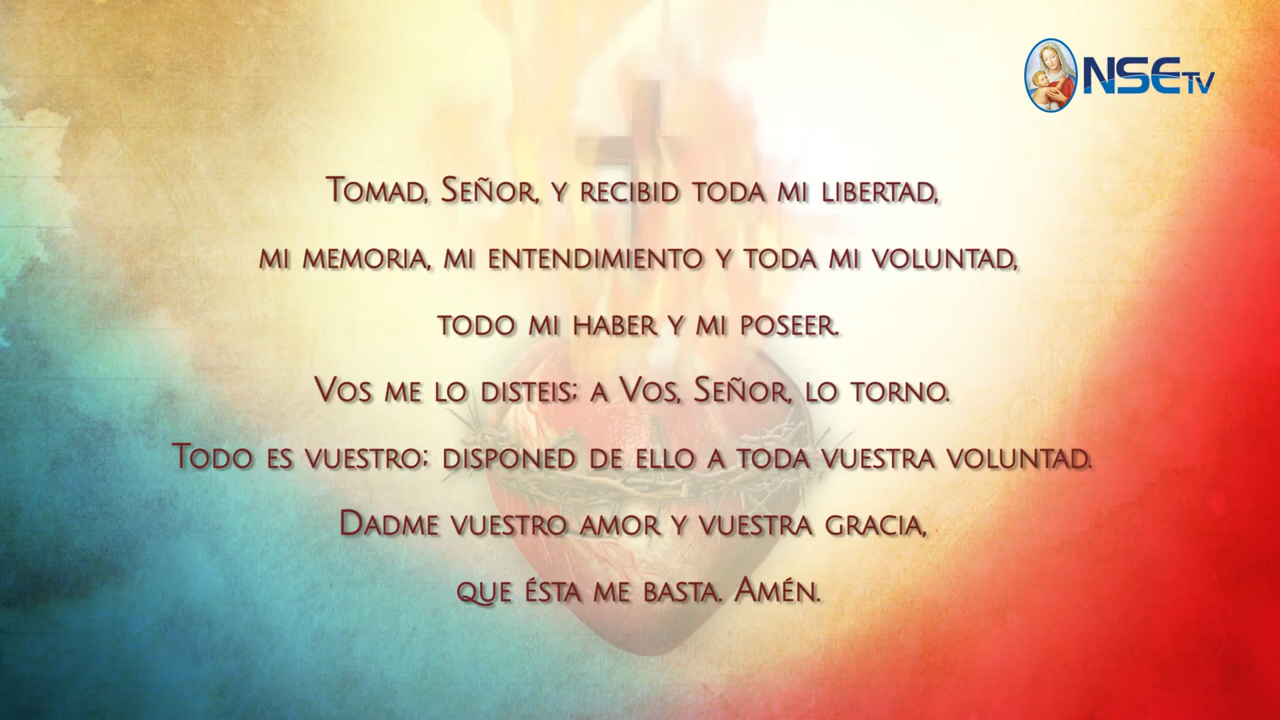 NSETV
Tomad, Señor, y recibid toda mi libertad,
mi memoria, mi entendimiento y toda mi voluntad,
todo mi haber y mi poseer.
Vos me lo disteis; a Vos, Señor, lo torno.
Todo es vuestro; disponed de ello a toda vuestra voluntad.
Dadme vuestro amor y vuestra gracia,
que ésta me basta. Amén.